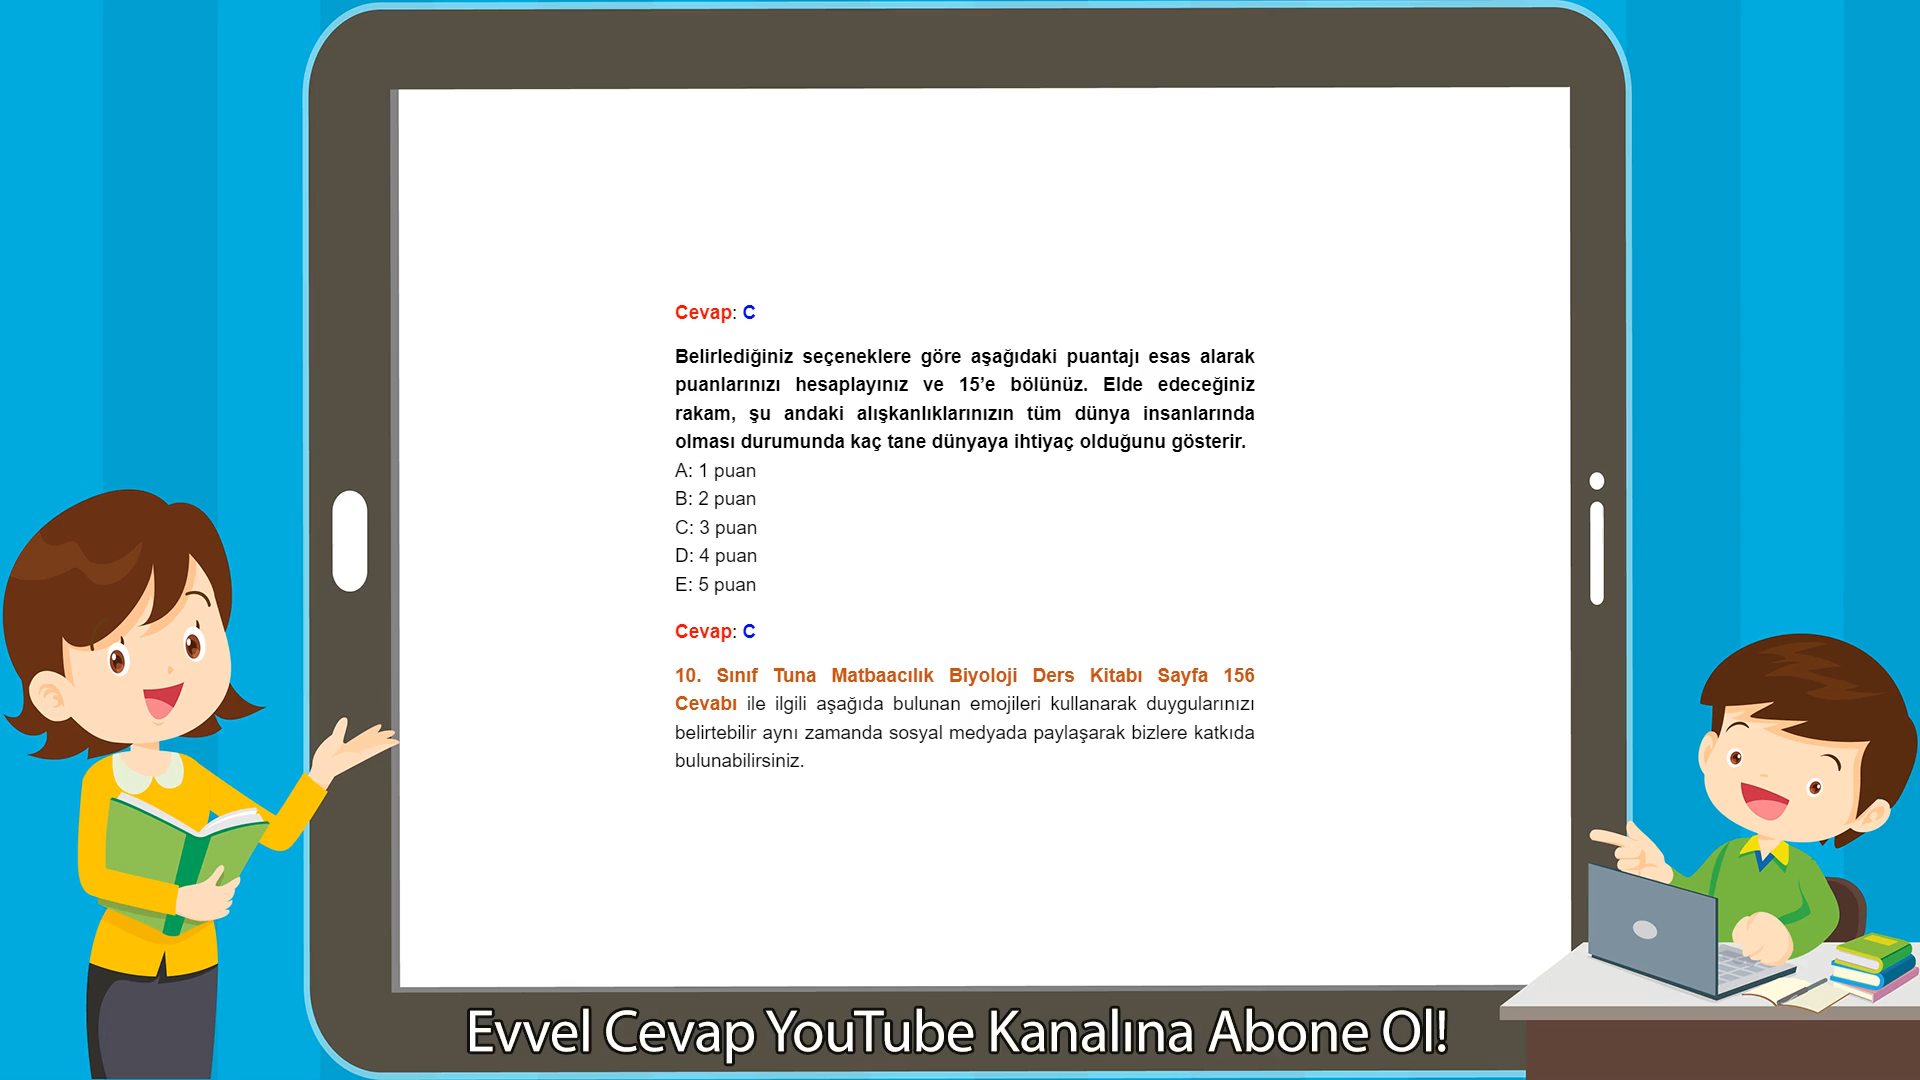 Cevap: C
Belirlediğiniz seçeneklere göre aşağıdaki puantajı esas alarak
puanlarınızı hesaplayınız ve 15’e bölünüz. Elde edeceğiniz
rakam, şu andaki alışkanlıklarınızın tüm dünya insanlarında
olması durumunda kaç tane dünyaya ihtiyaç olduğunu gösterir.
A: 1 puan
B: 2 puan
C: 3 puan
D: 4 puan
E: 5 puan
Cevap: C
10. Sınıf Tuna Matbaacılık Biyoloji Ders Kitabı Sayfa 156
Cevabı ile ilgili aşağıda bulunan emojileri kullanarak duygularınızı
belirtebilir aynı zamanda sosyal medyada paylaşarak bizlere katkıda
bulunabilirsiniz.
Evvel Cevap YouTube Kanalına Abone Ol!